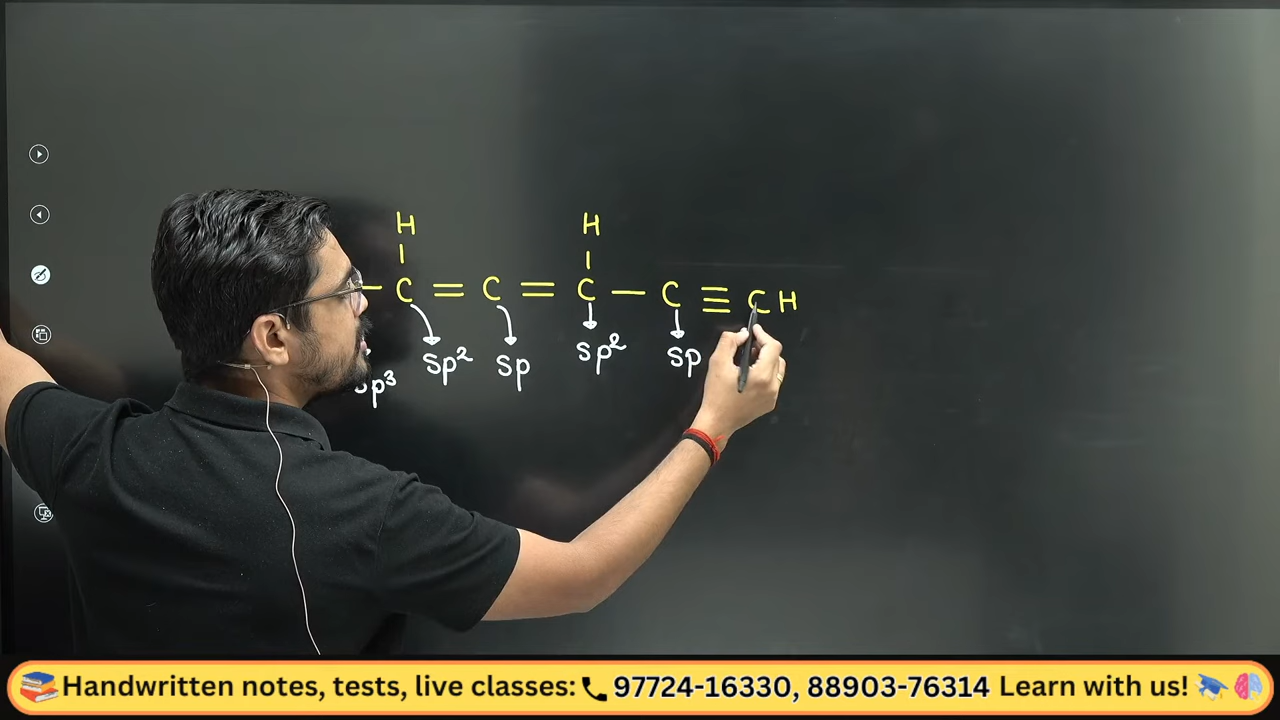 H H
— C = C = C — C ≡ CH
sp³ sp² sp sp² sp
📚Handwritten notes, tests, live classes:📞97724-16330, 88903-76314 Learn with us! 🎓🧠